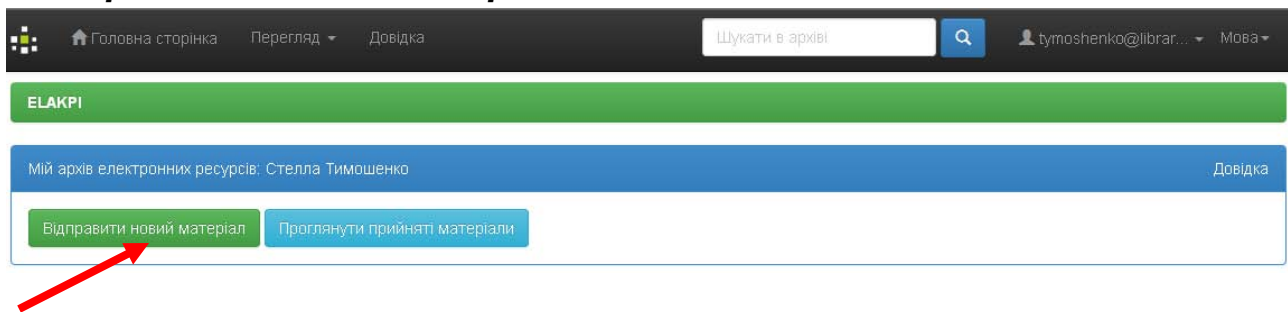 Головна сторінка Перегляд Довідка Шукати в архіві tymoshenko@librar... Мова
ELAKPI
Мій архів електронних ресурсів: Стелла Тимошенко Довідка
Відправити новий матеріал Проглянути прийняті матеріали